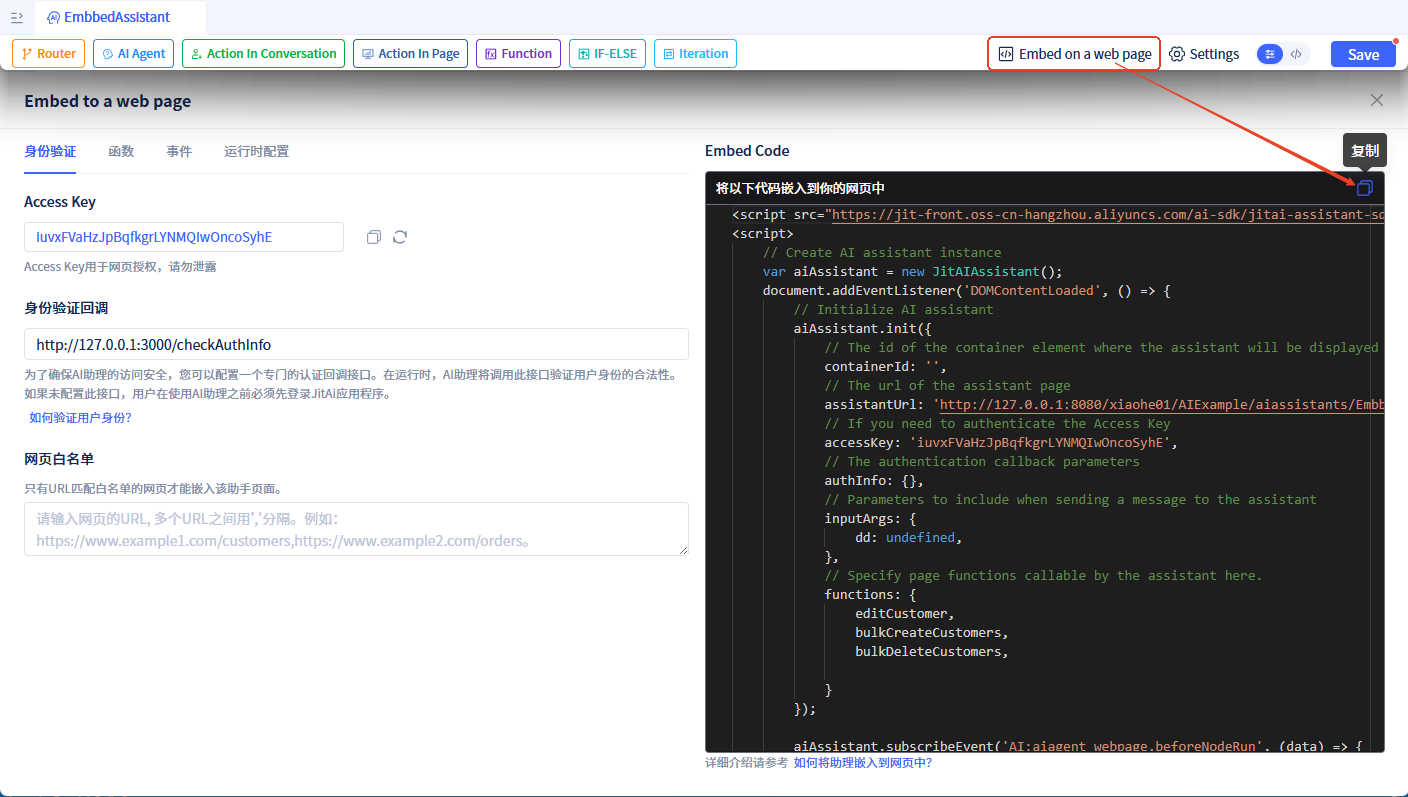 EmbbedAssistant
Router
AI Agent
Action In Conversation
Action In Page
Function
IF-ELSE
Iteration
Embed on a web page
Settings
Save
Embed to a web page
身份验证
函数
事件
运行时配置
Access Key
iuvxFVaHzJpBqfkgrLYNMQIwOncoSyhE
Access Key用于网页授权，请勿泄露
身份验证回调
http://127.0.0.1:3000/checkAuthInfo
为了确保AI助理的访问安全，您可以配置一个专门的认证回调接口。在运行时，AI助理将调用此接口验证用户身份的合法性。
如果未配置此接口，用户在使用AI助理之前必须先登录JitAi应用程序。
如何验证用户身份？
网页白名单
只有URL匹配白名单的网页才能嵌入该助手页面。
请输入网页的URL, 多个URL之间用','分隔。例如：
https://www.example1.com/customers,https://www.example2.com/orders。
Embed Code
复制
将以下代码嵌入到你的网页中
<script src="https://jit-front.oss-cn-hangzhou.aliyuncs.com/ai-sdk/jitai-assistant-sd
<script>
// Create AI assistant instance
var aiAssistant = new JitAIAssistant();
document.addEventListener('DOMContentLoaded', () => {
// Initialize AI assistant
aiAssistant.init({
// The id of the container element where the assistant will be displayed
containerId: '',
// The url of the assistant page
assistantUrl: 'http://127.0.0.1:8080/xiaohe01/AIExample/aiassistants/Embb
// If you need to authenticate the Access Key
accessKey: 'iuvxFVaHzJpBqfkgrLYNMQIwOncoSyhE',
// The authentication callback parameters
authInfo: {},
// Parameters to include when sending a message to the assistant
inputArgs: {
dd: undefined,
},
// Specify page functions callable by the assistant here.
functions: {
editCustomer,
bulkCreateCustomers,
bulkDeleteCustomers,
}
});
aiAssistant.subscribeEvent('AI:aiagent_webpage.beforeNodeRun', (data) => {
详细介绍请参考 如何将助理嵌入到网页中？